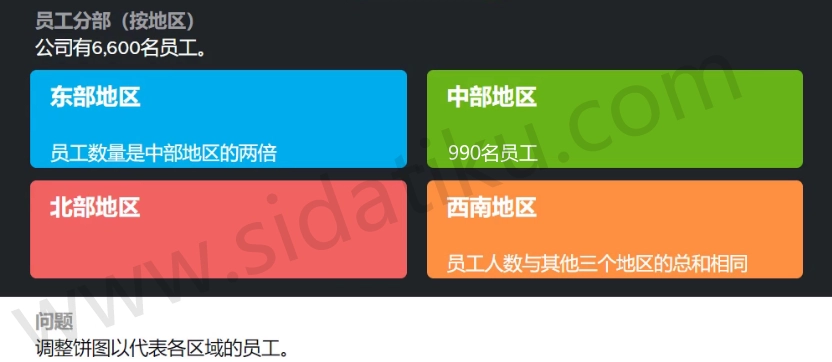 员工分部（按地区）
公司有6,600名员工。
东部地区
员工数量是中部地区的两倍
中部地区
990名员工
北部地区
西南地区
员工人数与其他三个地区的总和相同
问题
调整饼图以代表各区域的员工。
www.sidatiku.com